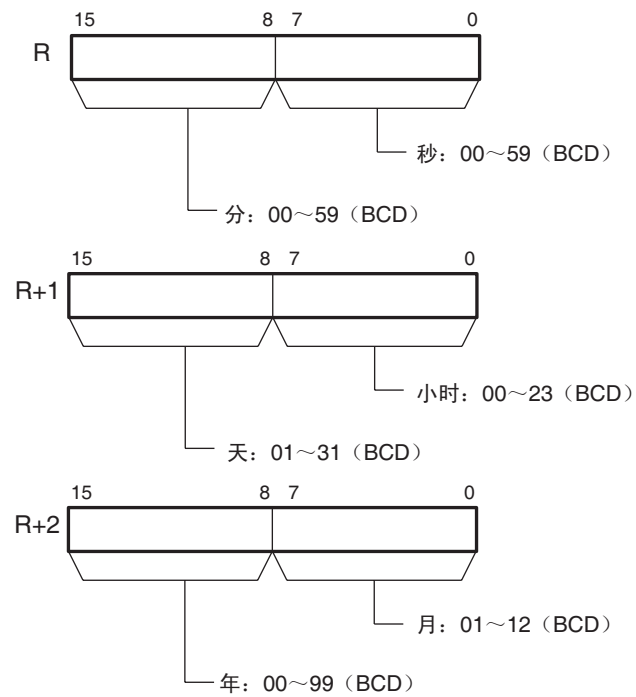 15 8 7 0
R
秒：00～59（BCD）
分：00～59（BCD）
15 8 7 0
R+1
小时：00～23（BCD）
天：01～31（BCD）
15 8 7 0
R+2
月：01～12（BCD）
年：00～99（BCD）